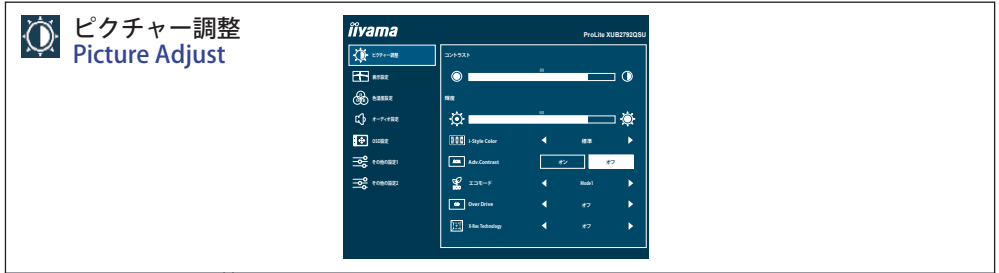 ピクチャー調整
Picture Adjust
iiyama
ProLite XUB2792QSU
ピクチャー調整
表示設定
色温度設定
オーディオ設定
OSD設定
その他の設定1
その他の設定2
コントラスト
輝度
i-Style Color 標準
Adv.Contrast オン オフ
エコモード Mode1
Over Drive オフ
X-Res Technology オフ